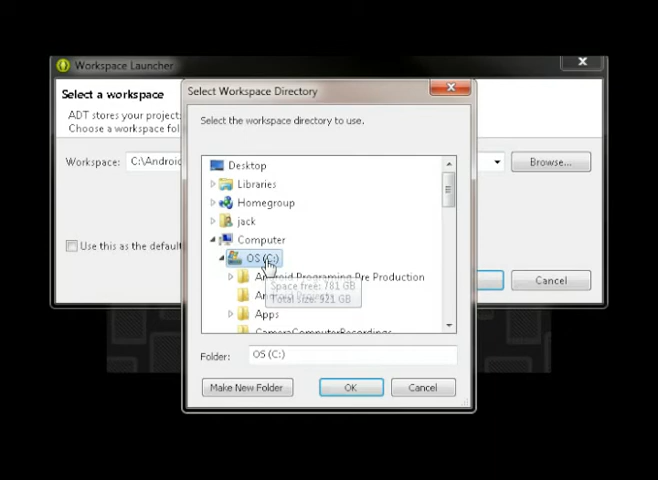 Workspace Launcher
Select a workspace
ADT stores your project
Choose a workspace fol
Workspace:
C:\Androi
Browse...
Use this as the default
Cancel
Select Workspace Directory
Select the workspace directory to use.
Desktop
Libraries
Homegroup
jack
Computer
OS (C:)
Android Programing Pre Production
Space free: 781 GB
Total size: 921 GB
Apps
CameraComputerRecordings
Folder:
OS (C:)
Make New Folder
OK
Cancel